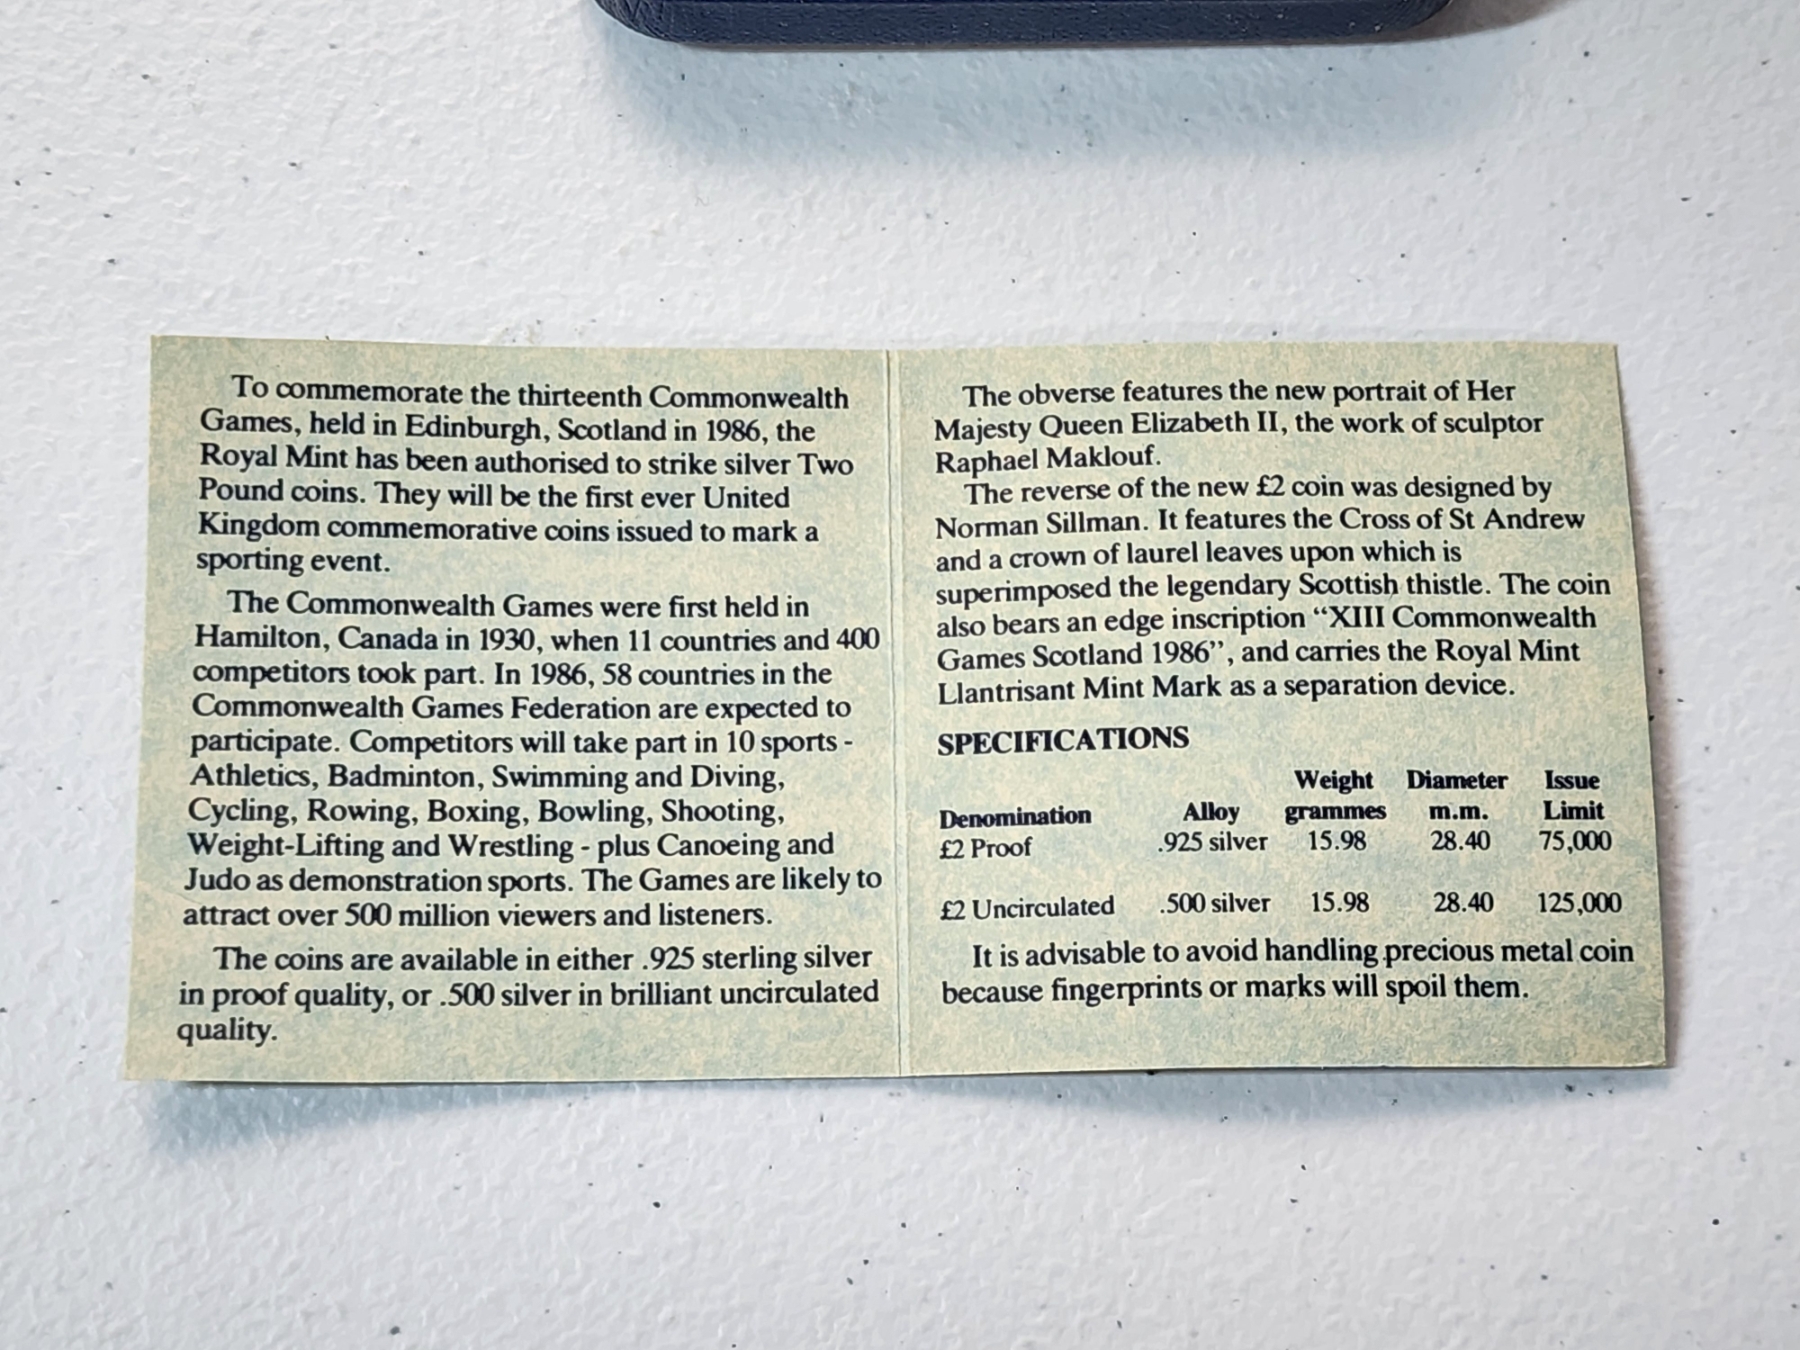 To commemorate the thirteenth Commonwealth
Games, held in Edinburgh, Scotland in 1986, the
Royal Mint has been authorised to strike silver Two
Pound coins. They will be the first ever United
Kingdom commemorative coins issued to mark a
sporting event.
The Commonwealth Games were first held in
Hamilton, Canada in 1930, when 11 countries and 400
competitors took part. In 1986, 58 countries in the
Commonwealth Games Federation are expected to
participate. Competitors will take part in 10 sports -
Athletics, Badminton, Swimming and Diving,
Cycling, Rowing, Boxing, Bowling, Shooting,
Weight-Lifting and Wrestling - plus Canoeing and
Judo as demonstration sports. The Games are likely to
attract over 500 million viewers and listeners.
The coins are available in either .925 sterling silver
in proof quality, or .500 silver in brilliant uncirculated
quality.
The obverse features the new portrait of Her
Majesty Queen Elizabeth II, the work of sculptor
Raphael Maklouf.
The reverse of the new £2 coin was designed by
Norman Sillman. It features the Cross of St Andrew
and a crown of laurel leaves upon which is
superimposed the legendary Scottish thistle. The coin
also bears an edge inscription “XIII Commonwealth
Games Scotland 1986”, and carries the Royal Mint
Llantrisant Mint Mark as a separation device.
SPECIFICATIONS
Weight Diameter Issue
Denomination Alloy grammes m.m. Limit
£2 Proof .925 silver 15.98 28.40 75,000
£2 Uncirculated .500 silver 15.98 28.40 125,000
It is advisable to avoid handling precious metal coin
because fingerprints or marks will spoil them.